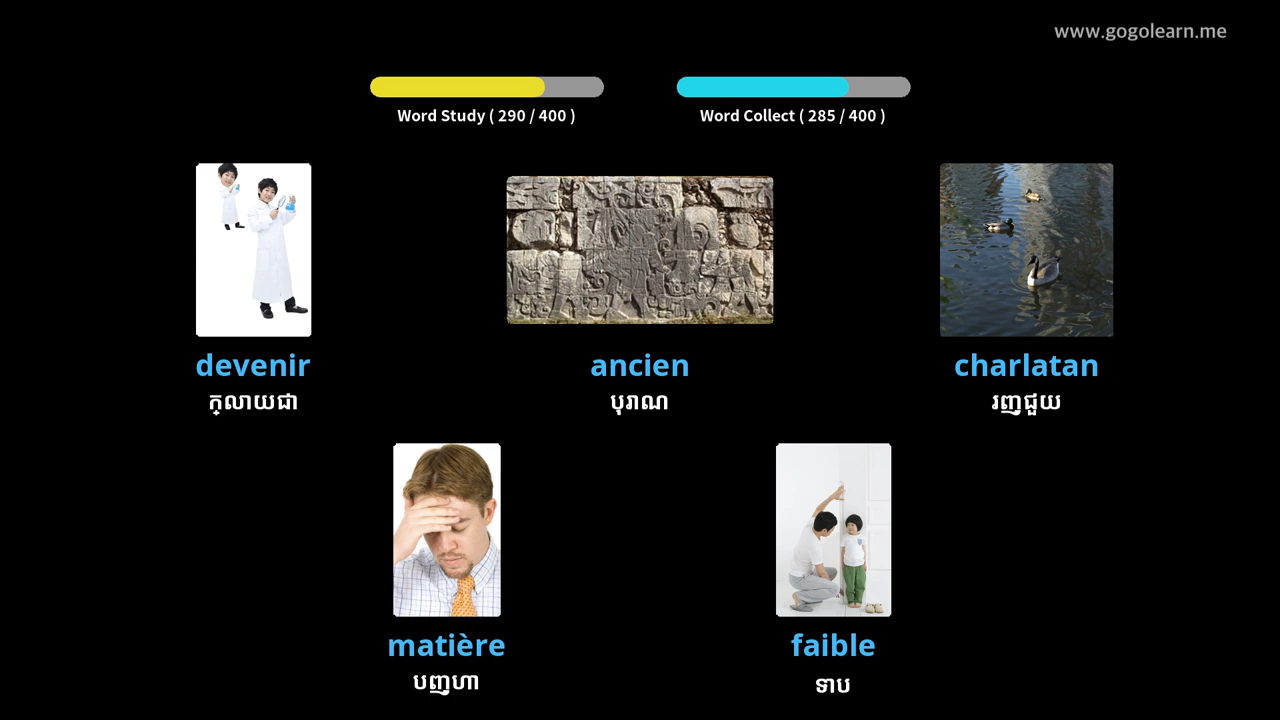 www.gogolearn.me
Word Study ( 290 / 400 )
Word Collect ( 285 / 400 )
devenir
ក្លាយជា
ancien
បុរាណ
charlatan
រញ្ជួយ
matière
បញ្ហា
faible
ទាប